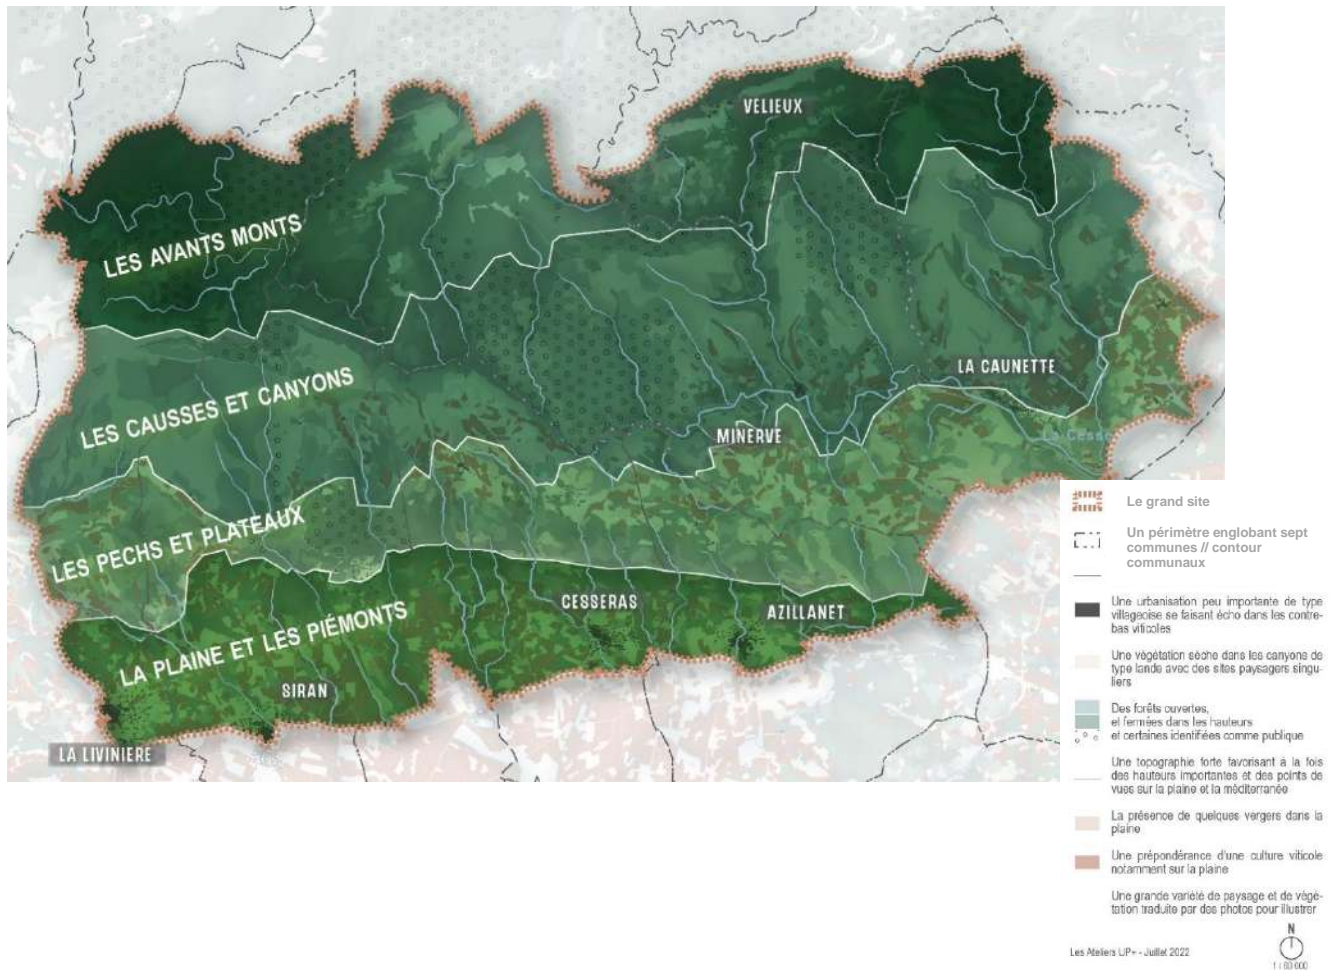 VELIEUX
LES AVANTS MONTS
LES CAUSSES ET CANYONS
LA CAUNETTE
MINERVE
La Cesse
LES PECHS ET PLATEAUX
LA PLAINE ET LES PIÉMONTS
CESSERAS
AZILLANET
SIRAN
LA LIVINIERE
Le grand site
Un périmètre englobant sept
communes // contour
communaux
Une urbanisation peu importante de type
villageoise se faisant écho dans les contre-
bas viticoles
Une végétation sèche dans les canyons de
type lande avec des sites paysagers singu-
liers
Des forêts ouvertes,
et fermées dans les hauteurs
et certaines identifiées comme publique
Une topographie forte favorisant à la fois
des hauteurs importantes et des points de
vues sur la plaine et la méditerranée
La présence de quelques vergers dans la
plaine
Une prépondérance d'une culture viticole
notamment sur la plaine
Une grande variété de paysage et de végé-
tation traduite par des photos pour illustrer
Les Ateliers UP+ - Juillet 2022
N
1 / 60 000